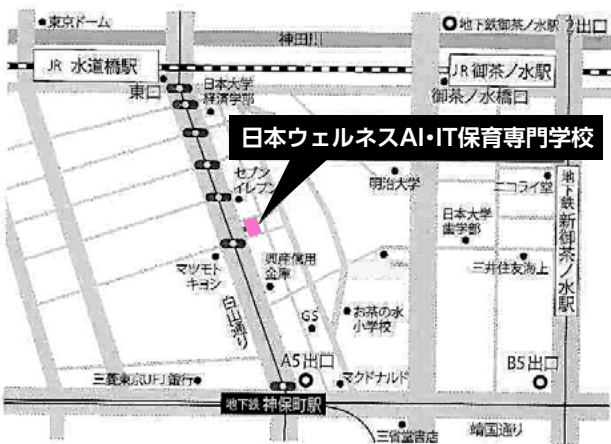 東京ドーム
神田川
地下鉄御茶ノ水駅 2出口
JR 水道橋駅
JR 御茶ノ水駅
東口
日本大学
経済学部
御茶ノ水橋口
日本ウェルネスAI・IT保育専門学校
セブン
イレブン
明治大学
ニコライ堂
地下鉄 新御茶ノ水駅
日本大学
歯学部
マツモト
キヨシ
興産信用
金庫
三井住友海上
白山通り
GS
お茶の水
小学校
A5出口
B5出口
三菱東京UFJ銀行
マクドナルド
地下鉄 神保町駅
三省堂書店
靖国通り